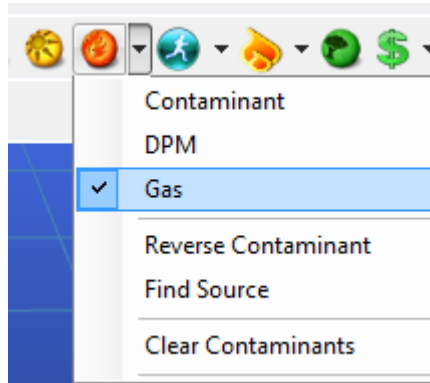 $
Contaminant
DPM
Gas
Reverse Contaminant
Find Source
Clear Contaminants